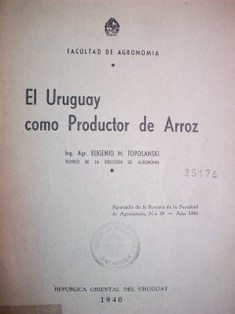 FACULTAD DE AGRONOMIA
El Uruguay
como Productor de Arroz
Ing. Agr. EUGENIO M. TOPOLANSKI
TECNICO DE LA DIRECCION DE AGRONOMIA
35176
Apartado de la Revista de la Facultad
de Agronomía, N.o 19 — Año 1940
REPUBLICA ORIENTAL DEL URUGUAY
1940